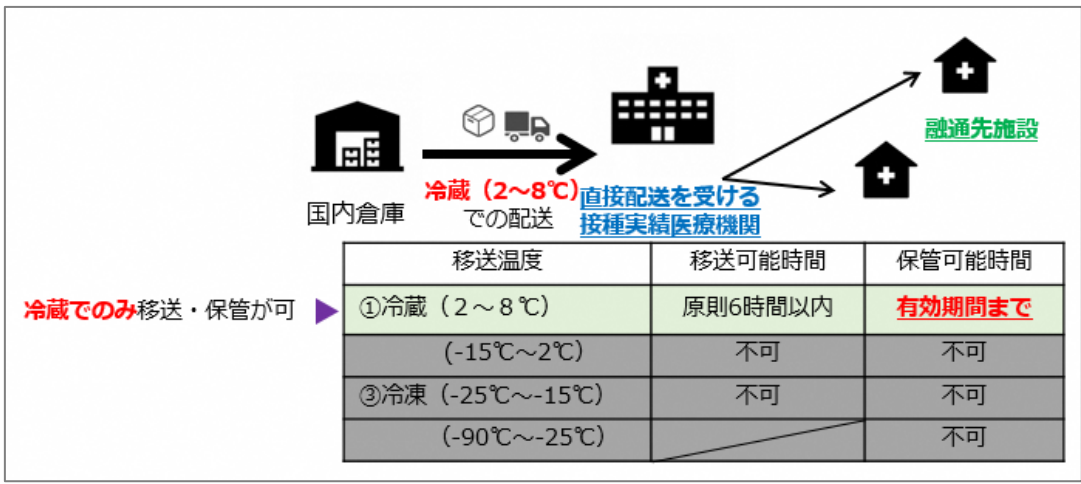 融通先施設
冷蔵（2～8℃）
での配送
国内倉庫
直接配送を受ける
接種実績医療機関
移送温度 移送可能時間 保管可能時間
冷蔵でのみ移送・保管が可
①冷蔵（２～８℃） 原則6時間以内 有効期間まで
(-15℃～2℃) 不可 不可
③冷凍（-25℃～-15℃） 不可 不可
（-90℃～-25℃） 不可